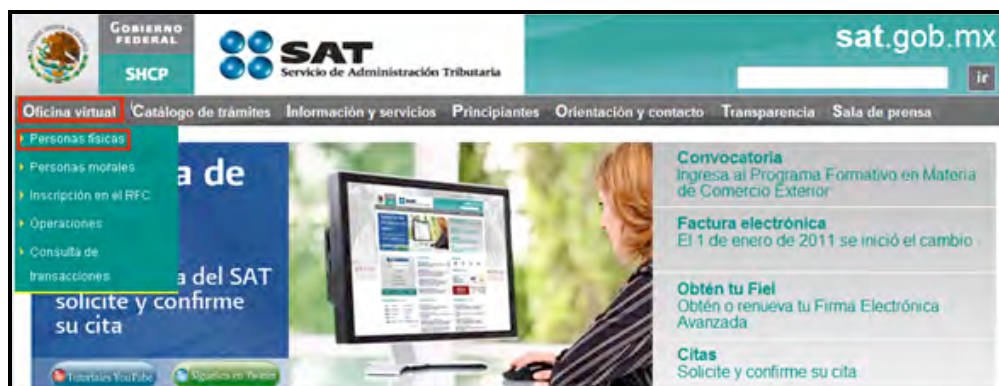 GOBIERNO
FEDERAL
SHCP
SAT
Servicio de Administración Tributaria
sat.gob.mx
ir
Oficina virtual Catálogo de trámites Información y servicios Principiantes Orientación y contacto Transparencia Sala de prensa
Personas físicas
Personas morales
Inscripción en el RFC
Operaciones
Consulta de
transacciones
a de
a del SAT
solicite y confirme
su cita
Tutoriales YouTube
Síguenos en Twitter
Convocatoria
Ingresa al Programa Formativo en Materia
de Comercio Exterior
Factura electrónica
El 1 de enero de 2011 se inició el cambio
Obtén tu Fiel
Obtén o renueva tu Firma Electrónica
Avanzada
Citas
Solicite y confirme su cita